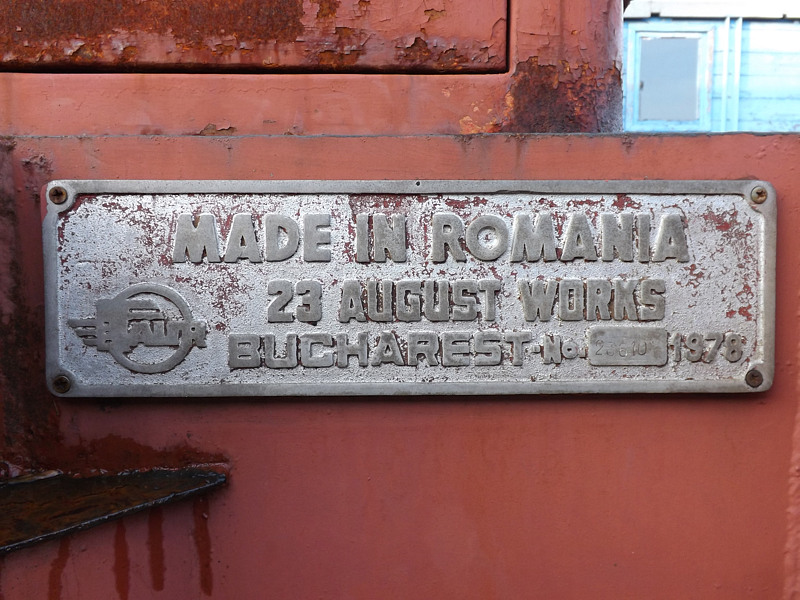 MADE IN ROMANIA
23 AUGUST WORKS
BUCHAREST-No. 1978